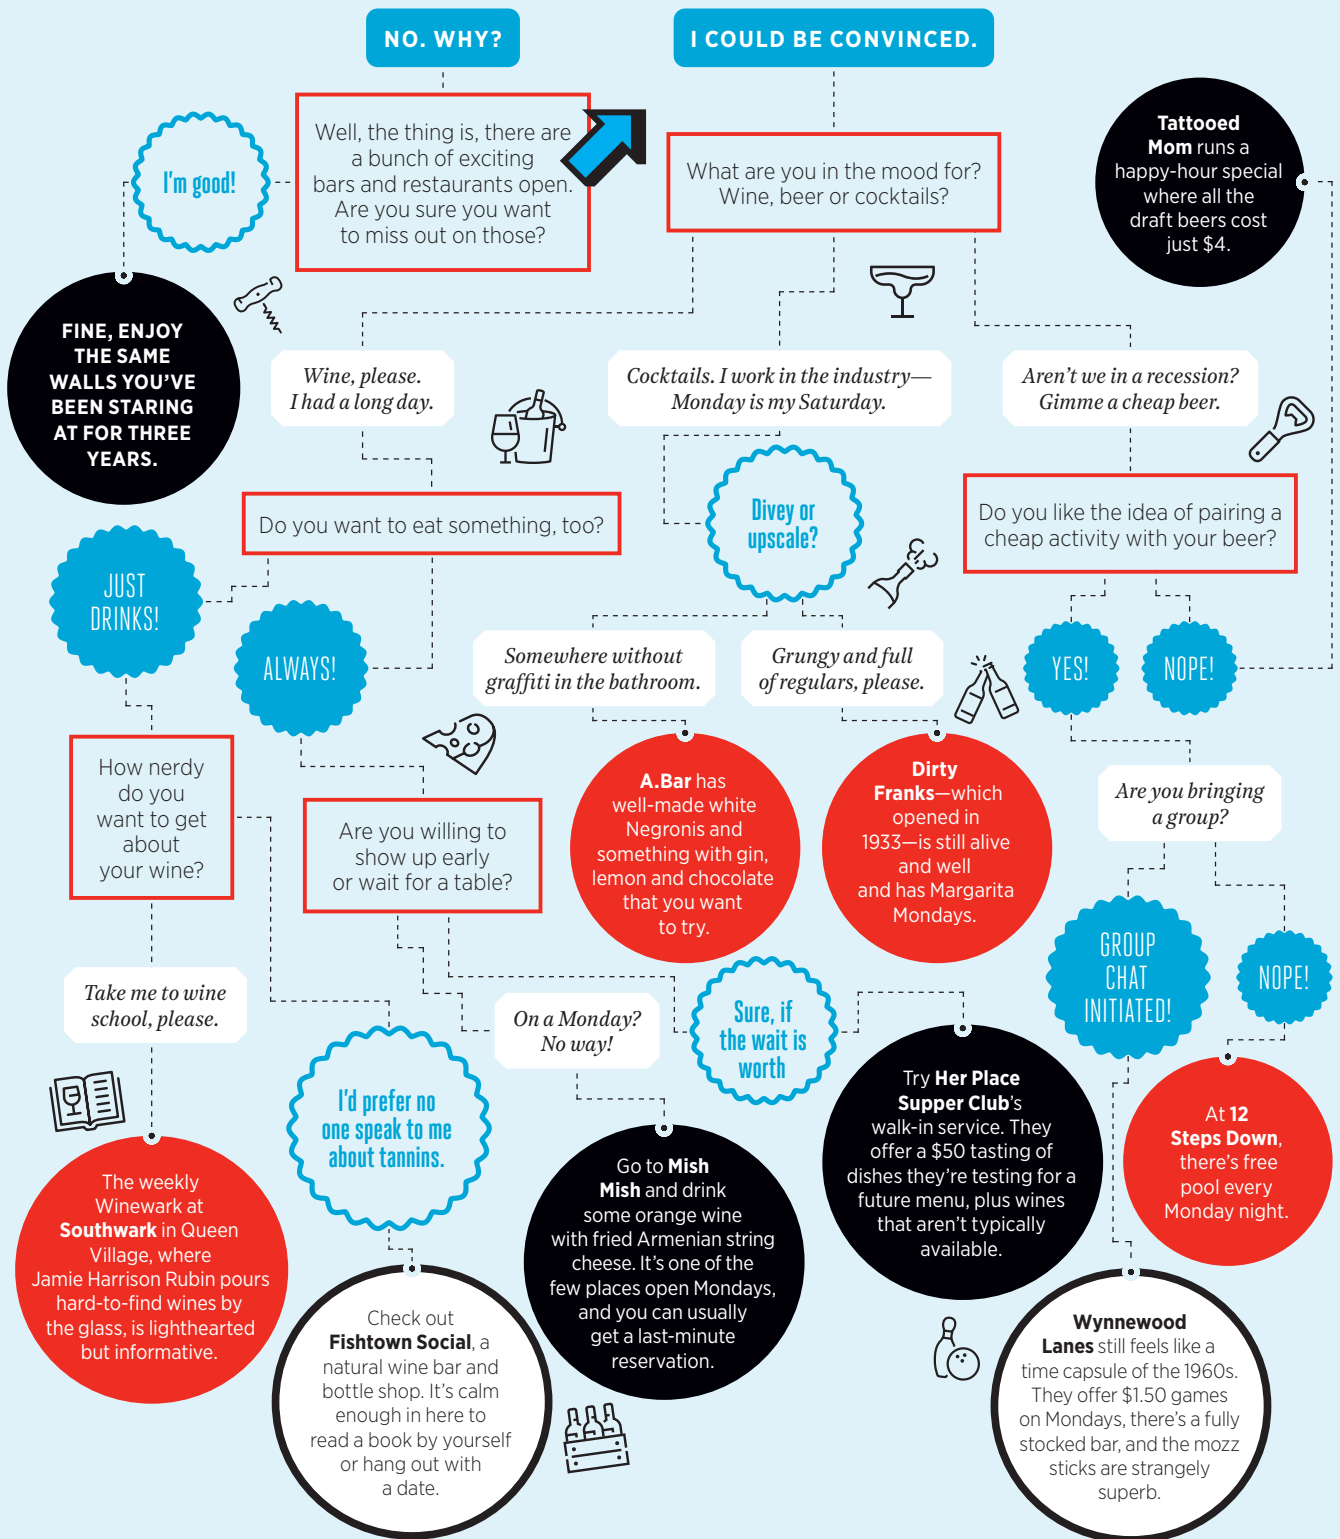 NO. WHY?
I COULD BE CONVINCED.
Well, the thing is, there are
a bunch of exciting
bars and restaurants open.
Are you sure you want
to miss out on those?
I'm good!
What are you in the mood for?
Wine, beer or cocktails?
Tattooed
Mom runs a
happy-hour special
where all the
draft beers cost
just $4.
FINE, ENJOY
THE SAME
WALLS YOU’VE
BEEN STARING
AT FOR THREE
YEARS.
Wine, please.
I had a long day.
Cocktails. I work in the industry—
Monday is my Saturday.
Aren’t we in a recession?
Gimme a cheap beer.
Do you want to eat something, too?
Divey or
upscale?
Do you like the idea of pairing a
cheap activity with your beer?
JUST
DRINKS!
ALWAYS!
Somewhere without
graffiti in the bathroom.
Grungy and full
of regulars, please.
YES!
NOPE!
How nerdy
do you
want to get
about
your wine?
Are you willing to
show up early
or wait for a table?
A.Bar has
well-made white
Negronis and
something with gin,
lemon and chocolate
that you want
to try.
Dirty
Franks—which
opened in
1933—is still alive
and well
and has Margarita
Mondays.
Are you bringing
a group?
GROUP
CHAT
INITIATED!
NOPE!
Take me to wine
school, please.
On a Monday?
No way!
Sure, if
the wait is
worth
I'd prefer no
one speak to me
about tannins.
Try Her Place
Supper Club’s
walk-in service. They
offer a $50 tasting of
dishes they’re testing for a
future menu, plus wines
that aren’t typically
available.
At 12
Steps Down,
there’s free
pool every
Monday night.
The weekly
Winewark at
Southwark in Queen
Village, where
Jamie Harrison Rubin pours
hard-to-find wines by
the glass, is lighthearted
but informative.
Go to Mish
Mish and drink
some orange wine
with fried Armenian string
cheese. It’s one of the
few places open Mondays,
and you can usually
get a last-minute
reservation.
Check out
Fishtown Social, a
natural wine bar and
bottle shop. It’s calm
enough in here to
read a book by yourself
or hang out with
a date.
Wynnewood
Lanes still feels like a
time capsule of the 1960s.
They offer $1.50 games
on Mondays, there’s a fully
stocked bar, and the mozz
sticks are strangely
superb.